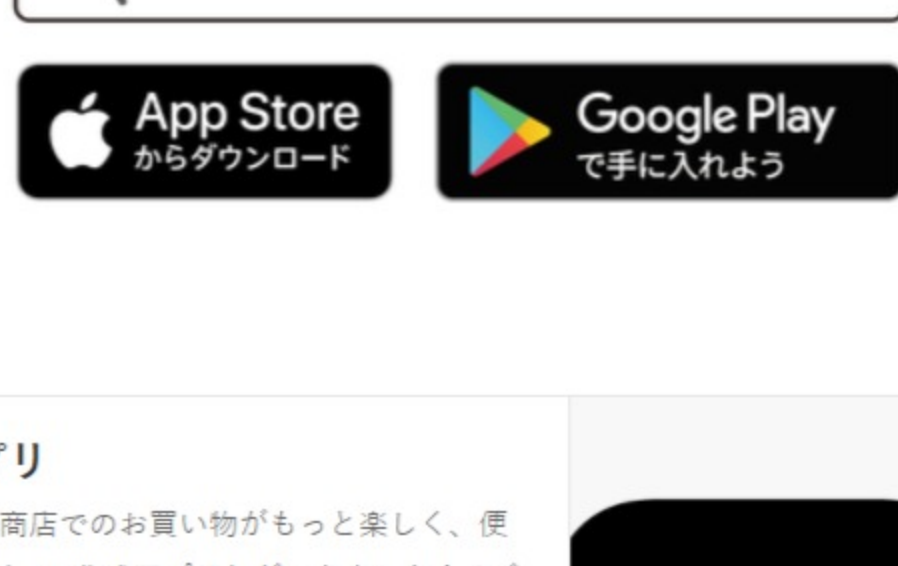 App Store
からダウンロード
Google Play
で手に入れよう
プリ
商店でのお買い物がもっと楽しく、便